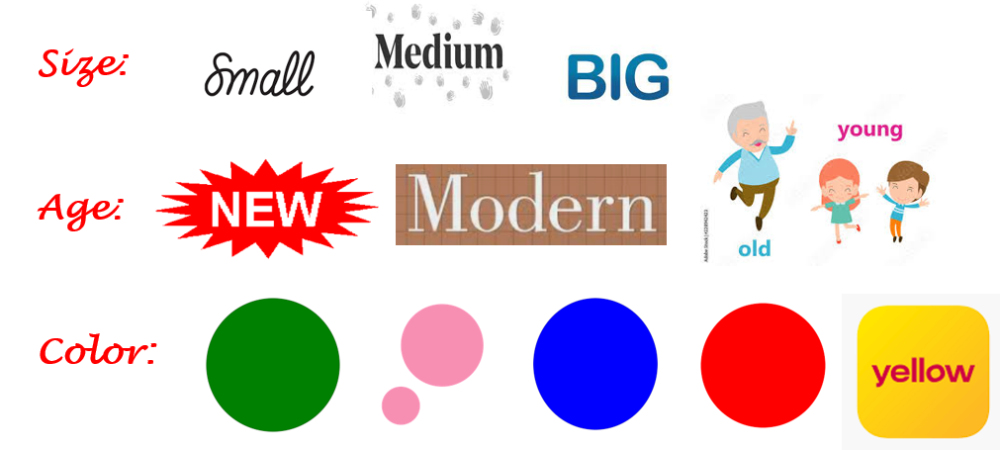 Size:
Small
Medium
BIG
Age:
NEW
Modern
old
young
Color:
yellow